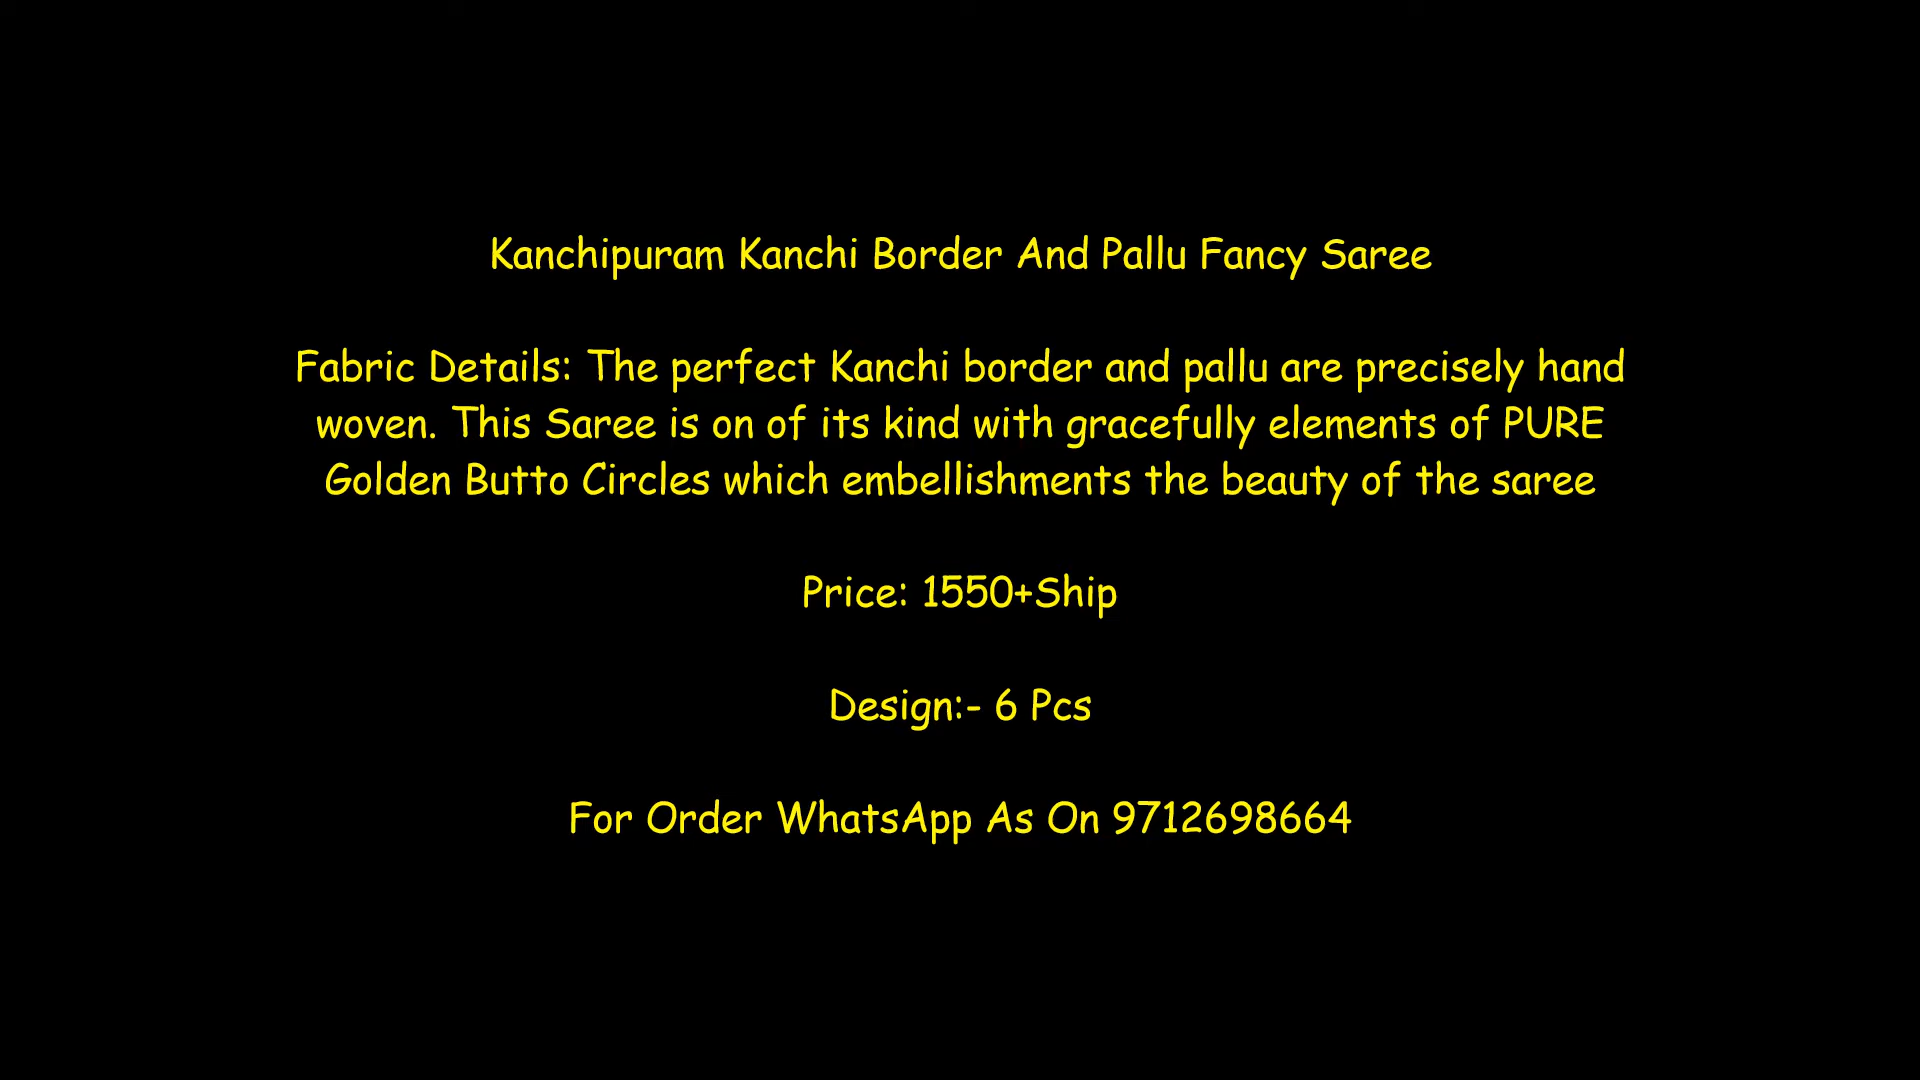 Kanchipuram Kanchi Border And Pallu Fancy Saree
Fabric Details: The perfect Kanchi border and pallu are precisely hand
woven. This Saree is on of its kind with gracefully elements of PURE
Golden Butto Circles which embellishments the beauty of the saree
Price: 1550+Ship
Design:- 6 Pcs
For Order WhatsApp As On 9712698664